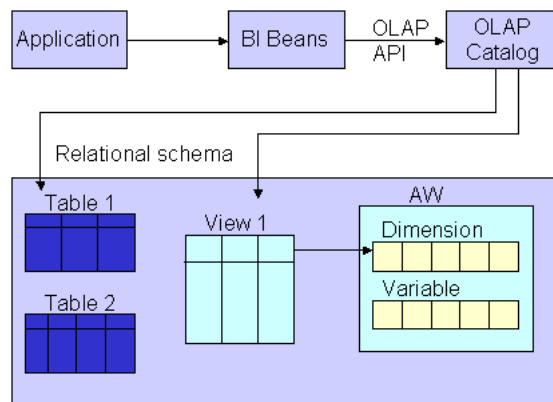 Application
BI Beans
OLAP
API
OLAP
Catalog
Relational schema
Table 1
View 1
AW
Dimension
Variable
Table 2